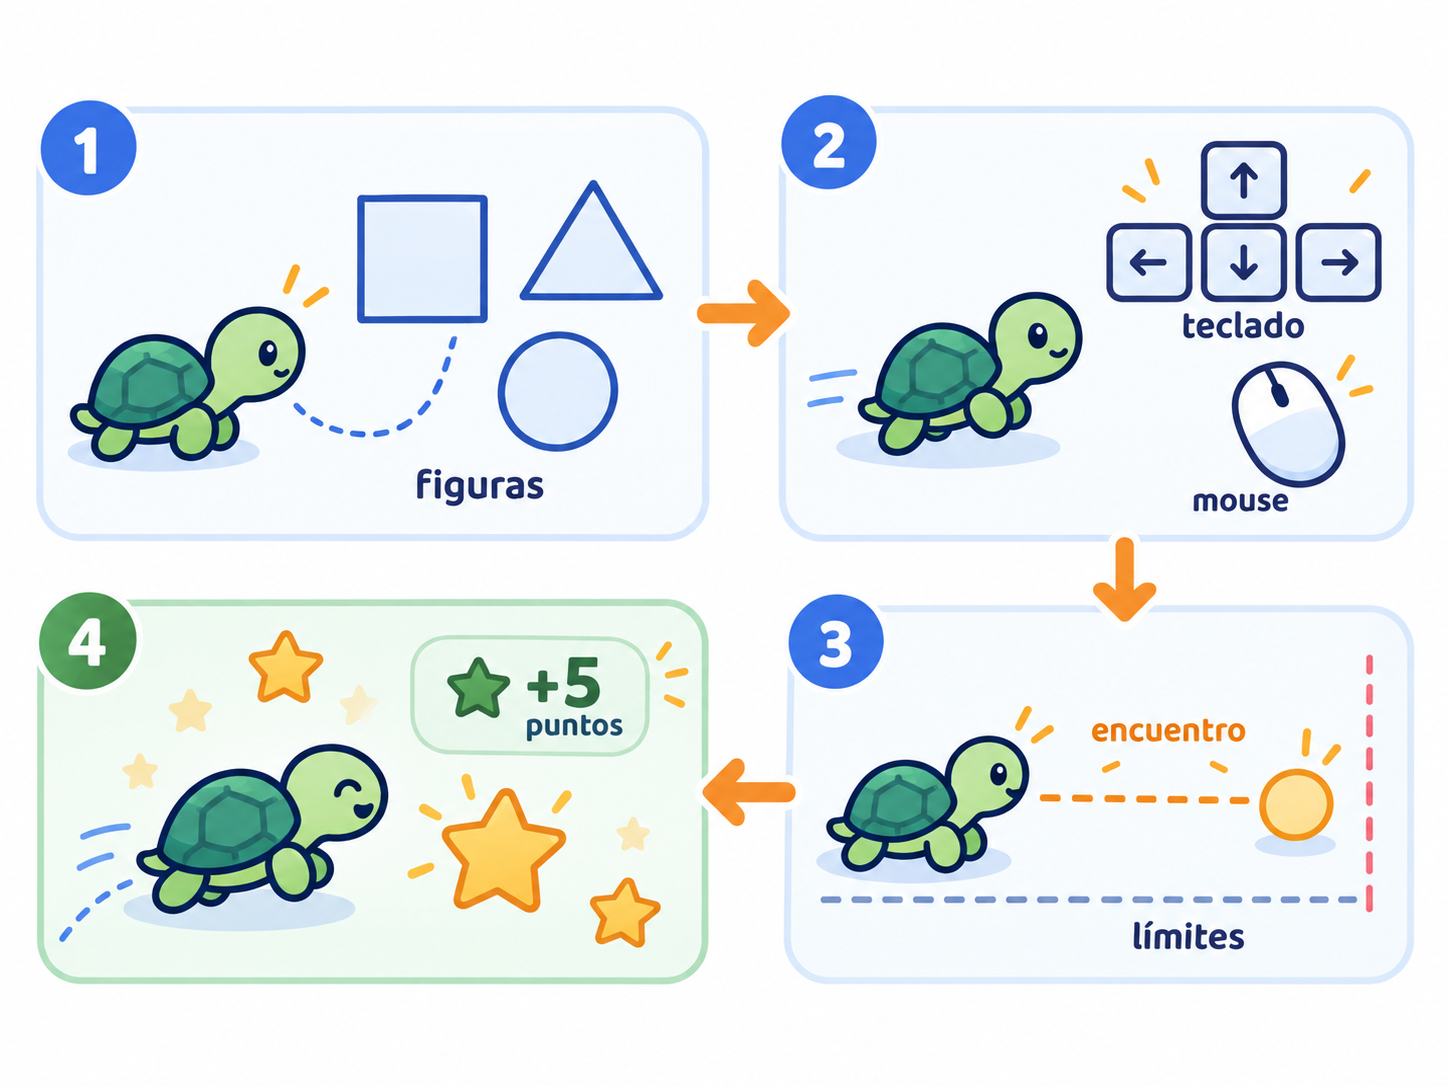 1
figuras
2
teclado
mouse
3
encuentro
límites
4
+5
puntos